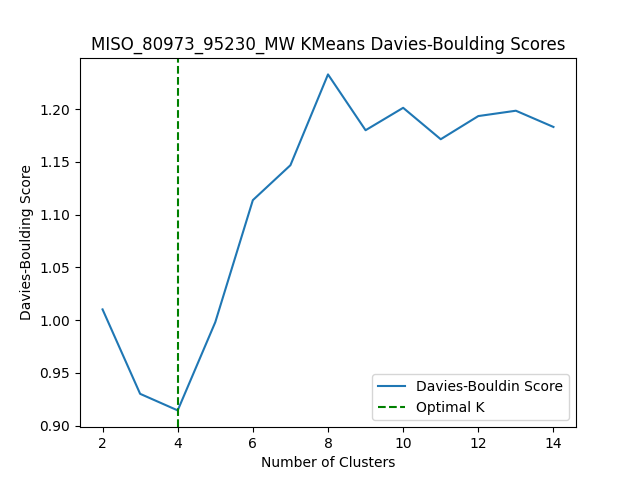 MISO_80973_95230_MW KMeans Davies-Boulding Scores
Davies-Boulding Score
1.20
1.15
1.10
1.05
1.00
0.95
0.90
2 4 6 8 10 12 14
Number of Clusters
Davies-Bouldin Score
Optimal K